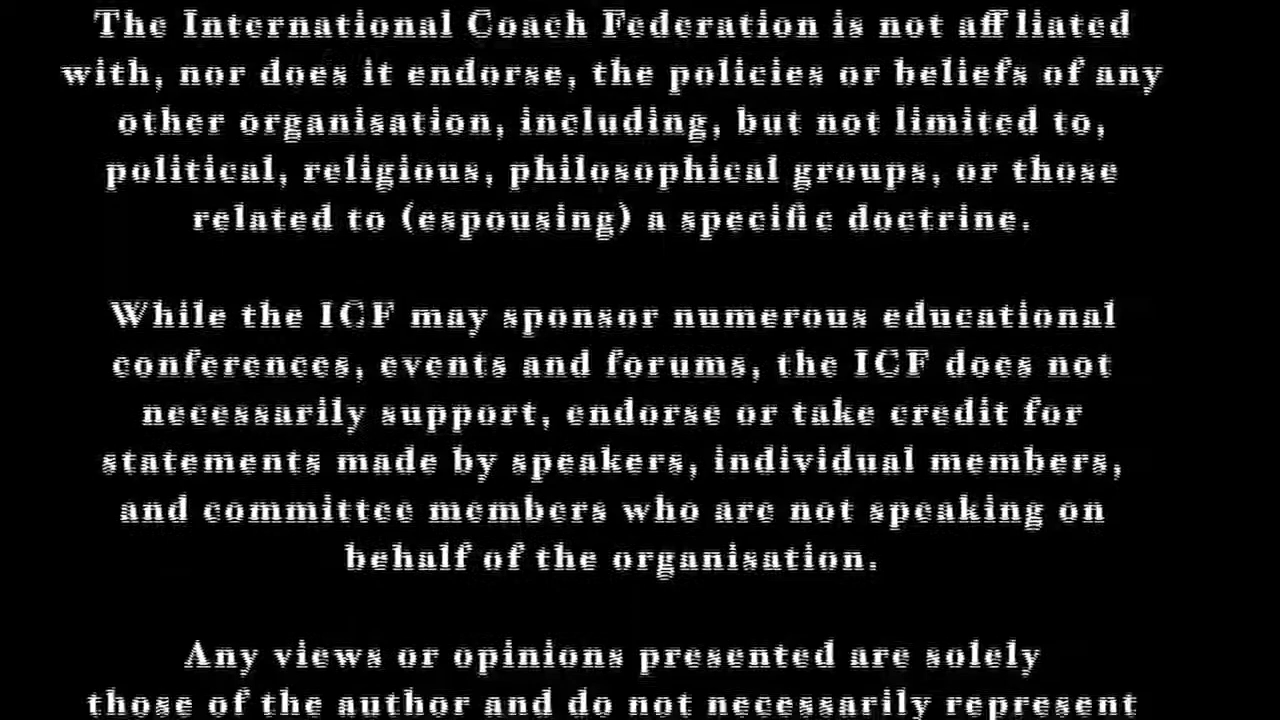 The International Coach Federation is not affiliated
with, nor does it endorse, the policies or beliefs of any
other organisation, including, but not limited to,
political, religious, philosophical groups, or those
related to (espousing) a specific doctrine.
While the ICF may sponsor numerous educational
conferences, events and forums, the ICF does not
necessarily support, endorse or take credit for
statements made by speakers, individual members,
and committee members who are not speaking on
behalf of the organisation.
Any views or opinions presented are solely
those of the author and do not necessarily represent